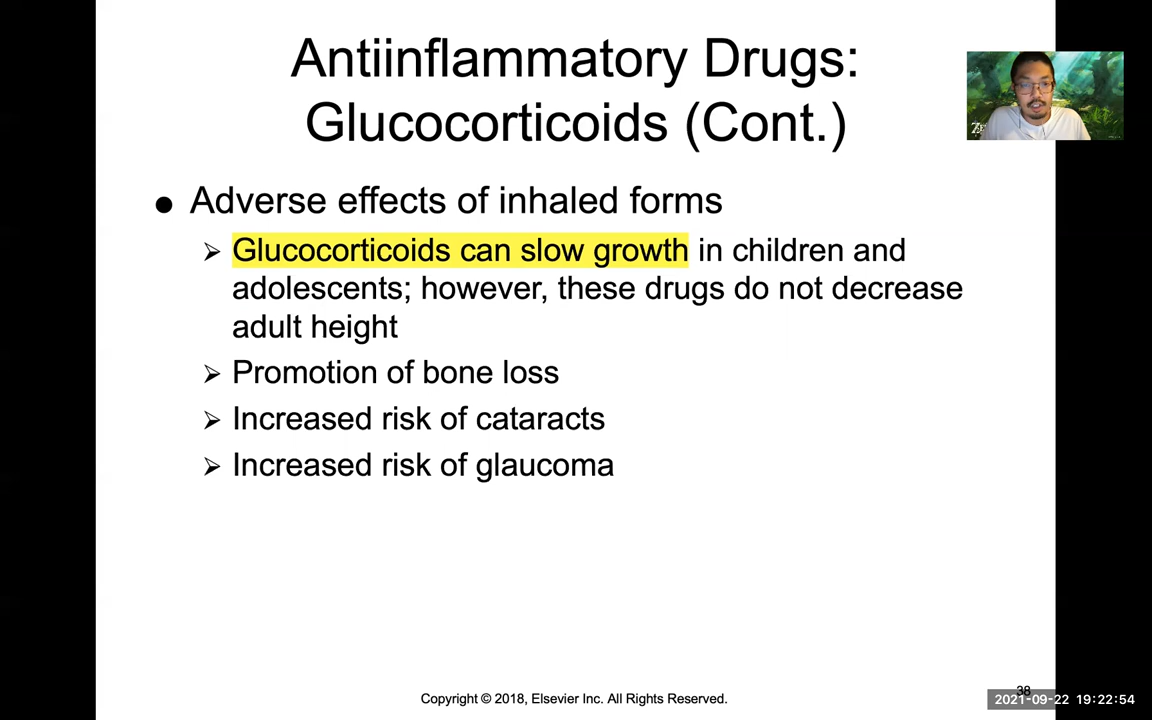 Antiinflammatory Drugs:
Glucocorticoids (Cont.)
● Adverse effects of inhaled forms
➢ Glucocorticoids can slow growth in children and
adolescents; however, these drugs do not decrease
adult height
➢ Promotion of bone loss
➢ Increased risk of cataracts
➢ Increased risk of glaucoma
Copyright © 2018, Elsevier Inc. All Rights Reserved.
38
2021-09-22 19:22:54